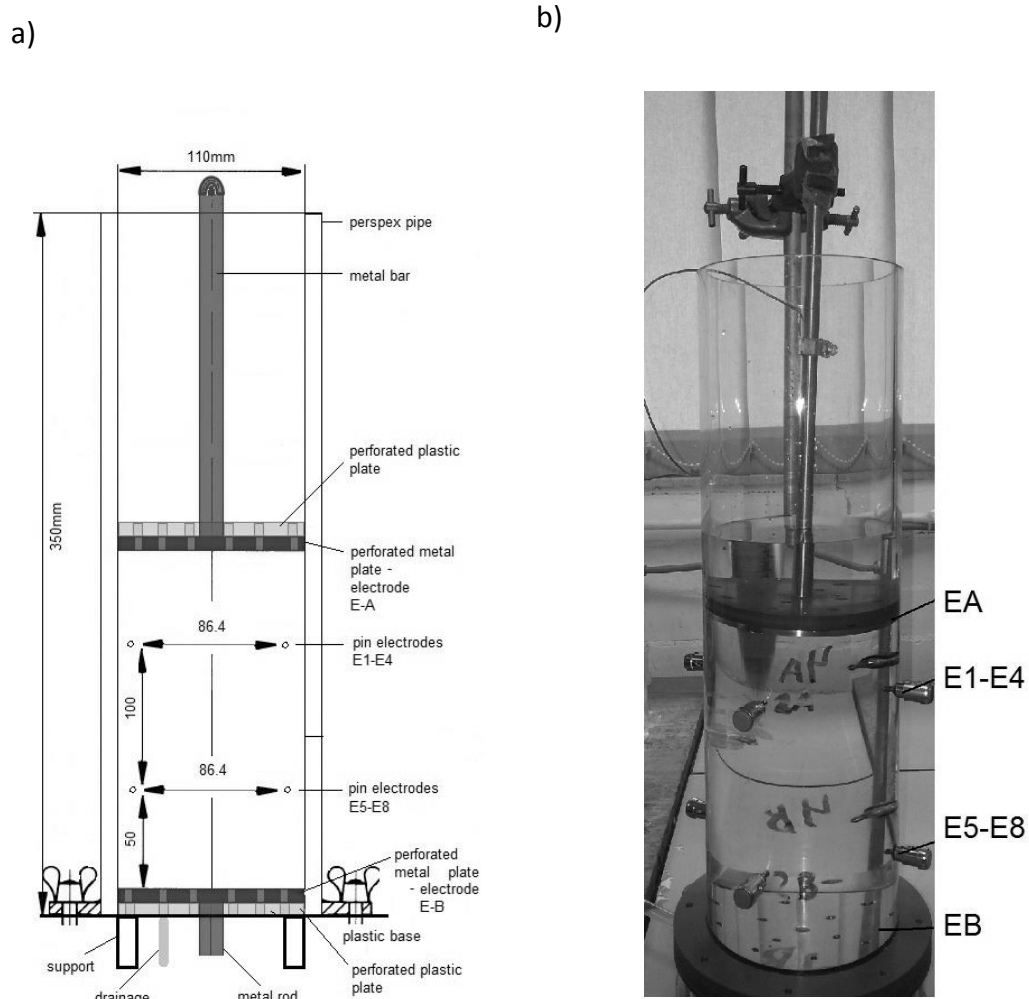 a)
b)
110mm
perspex pipe
metal bar
350mm
perforated plastic
plate
perforated metal
plate -
electrode
E-A
86.4
pin electrodes
E1-E4
100
86.4
pin electrodes
E5-E8
50
perforated
metal plate
- electrode
E-B
plastic base
support
perforated plastic
plate
drainage
metal rod
EA
E1-E4
E5-E8
EB